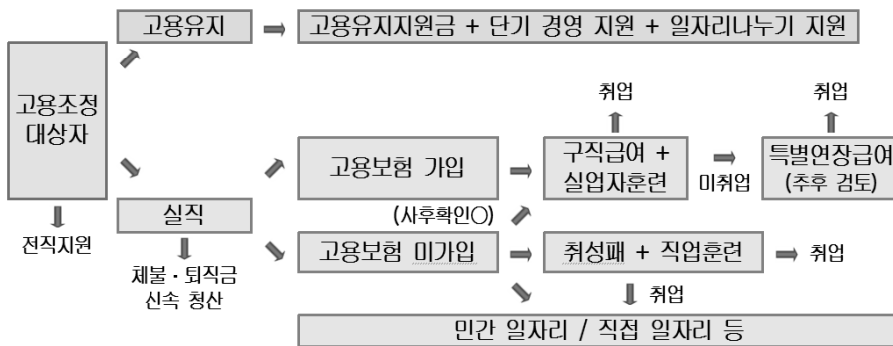 고용유지
고용유지지원금 + 단기 경영 지원 + 일자리나누기 지원
고용조정
대상자
전직지원
실직
체불 · 퇴직금
신속 청산
고용보험 가입
(사후확인○)
고용보험 미가입
취업
구직급여 +
실업자훈련
미취업
취업
특별연장급여
(추후 검토)
취성패 + 직업훈련
취업
취업
민간 일자리 / 직접 일자리 등